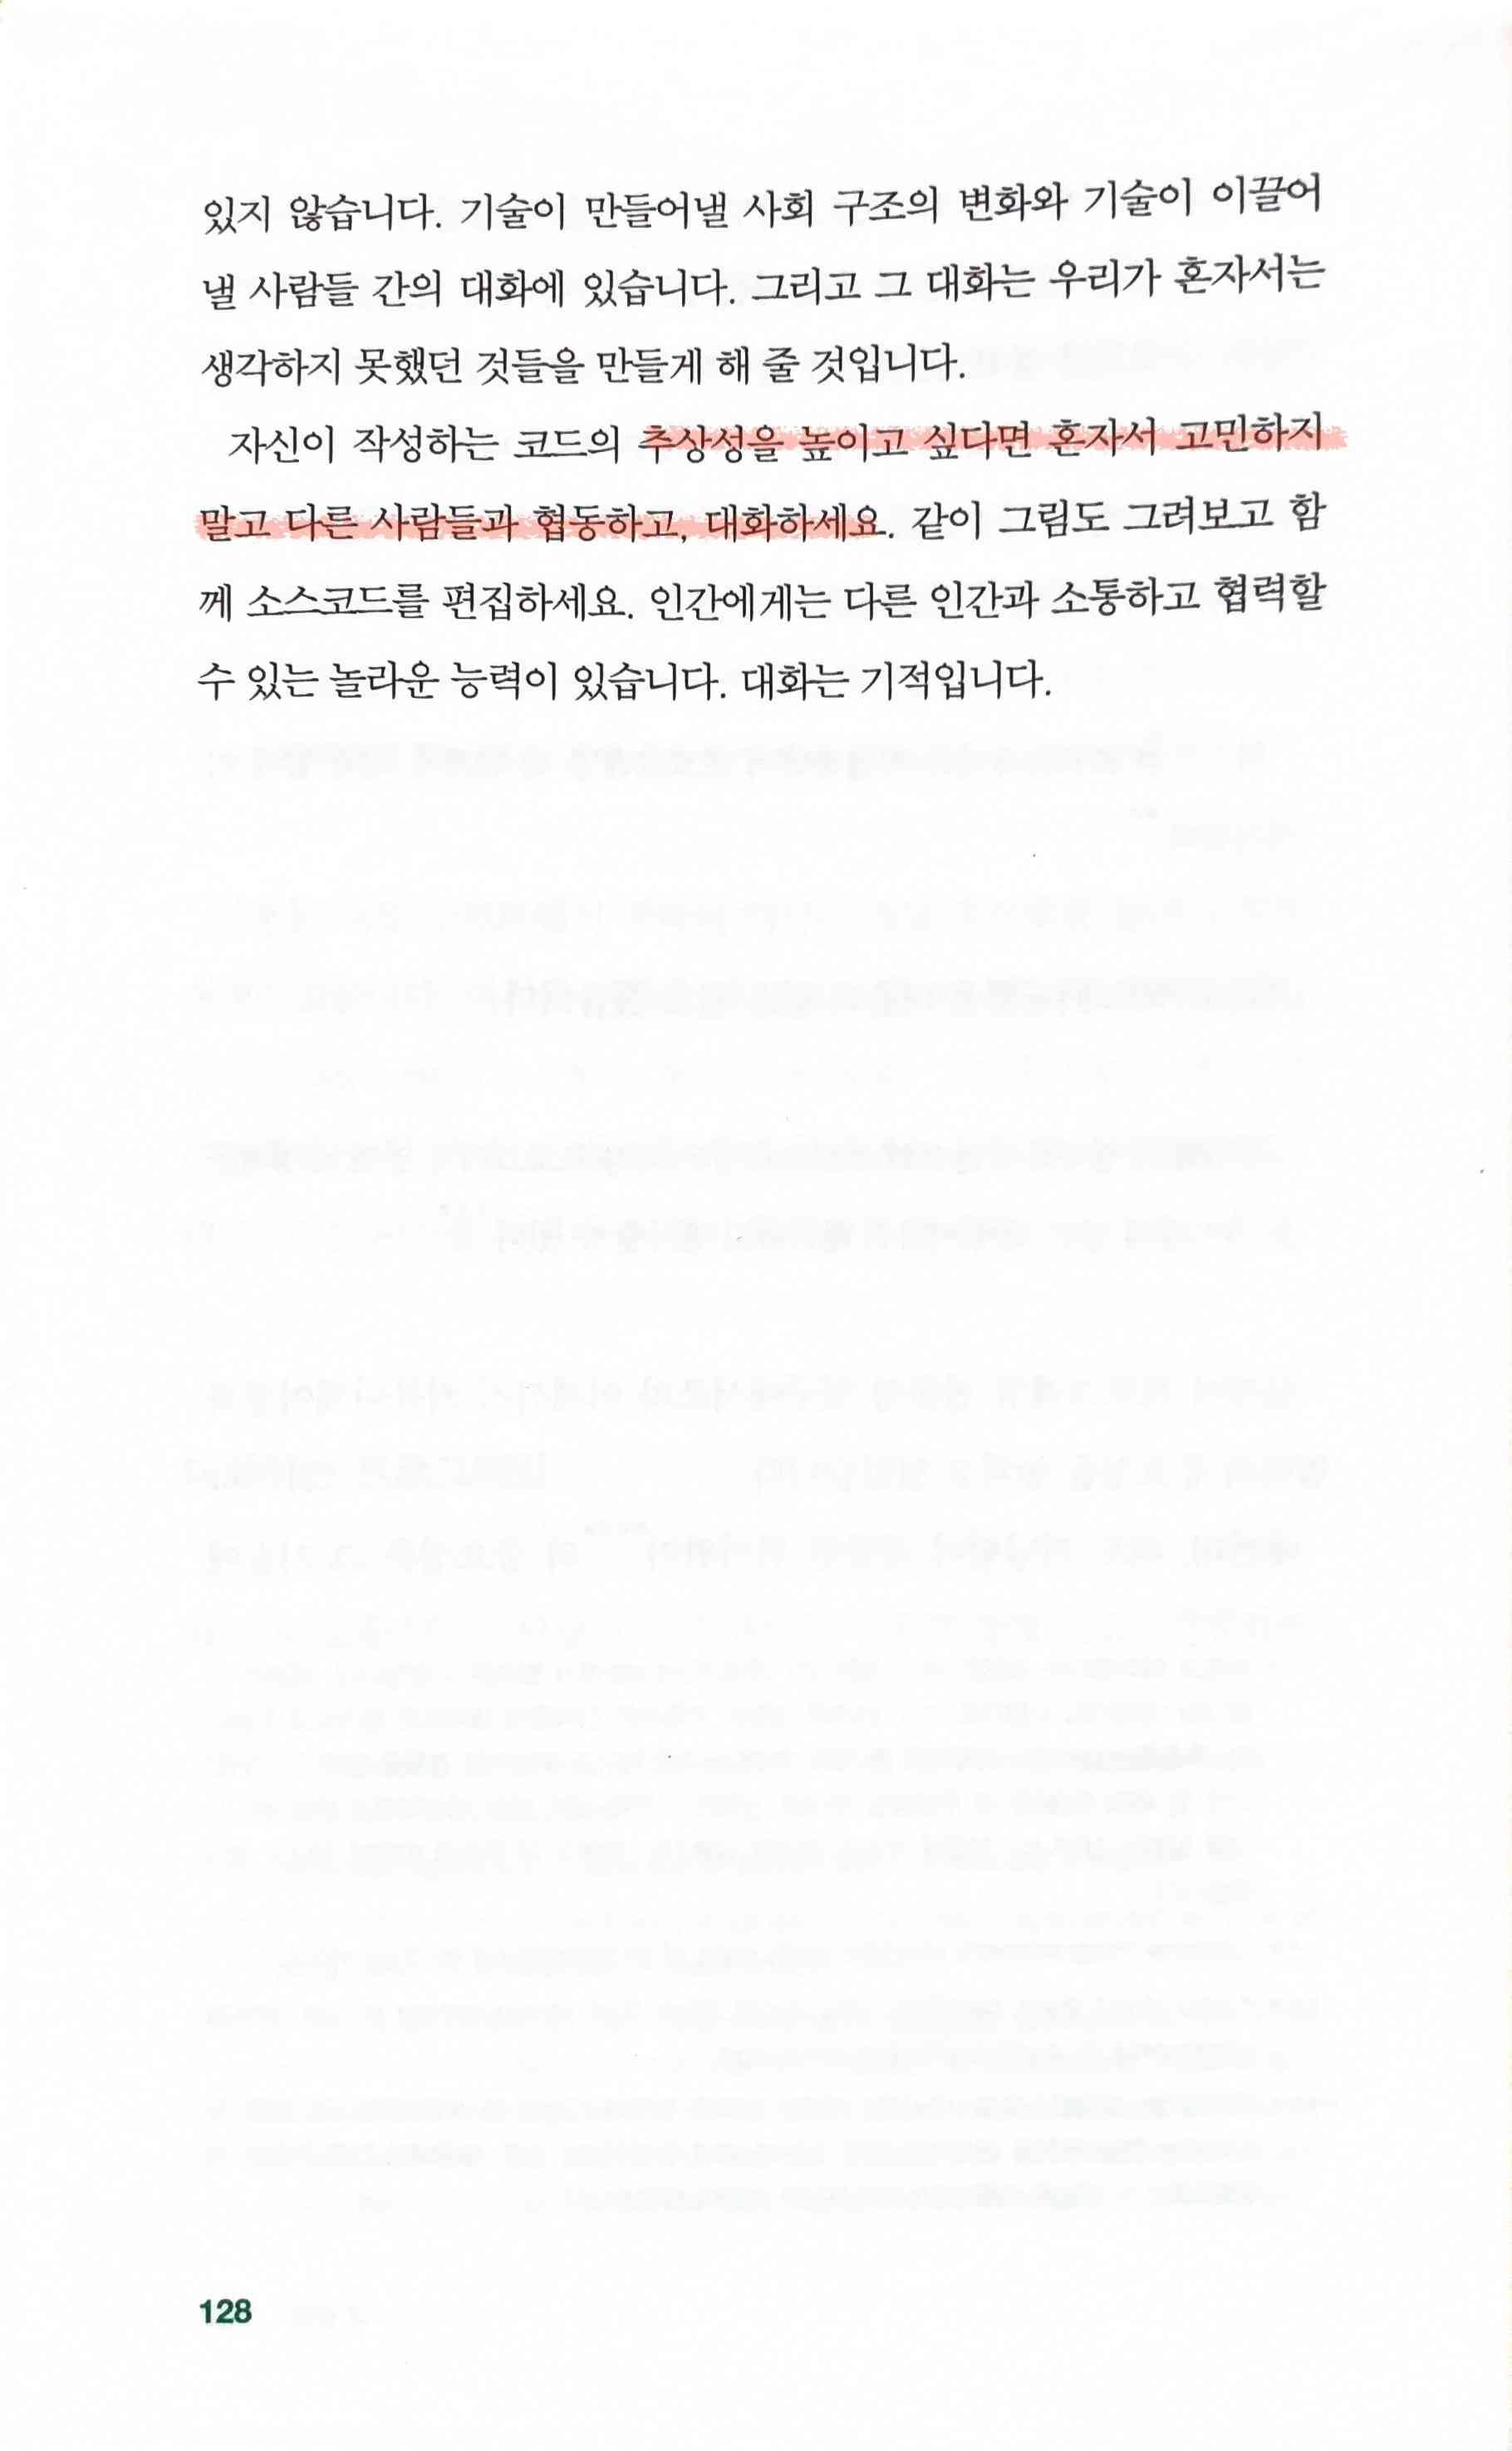 있지 않습니다. 기술이 만들어낼 사회 구조의 변화와 기술이 이끌어
낼 사람들 간의 대화에 있습니다. 그리고 그 대화는 우리가 혼자서는
생각하지 못했던 것들을 만들게 해 줄 것입니다.
자신이 작성하는 코드의 추상성을 높이고 싶다면 혼자서 고민하지
말고 다른 사람들과 협동하고, 대화하세요. 같이 그림도 그려보고 함
께 소스코드를 편집하세요. 인간에게는 다른 인간과 소통하고 협력할
수 있는 놀라운 능력이 있습니다. 대화는 기적입니다.
128